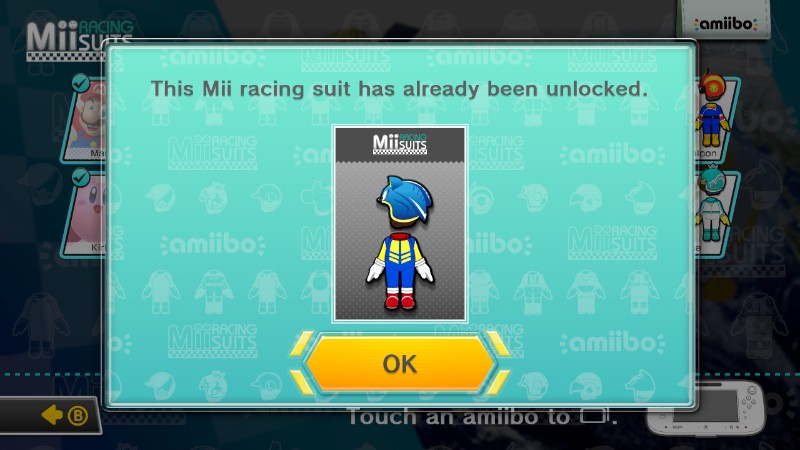 Mii RACING SUITS
amiibo
This Mii racing suit has already been unlocked.
Mii RACING SUITS
OK
B
Touch an amiibo to